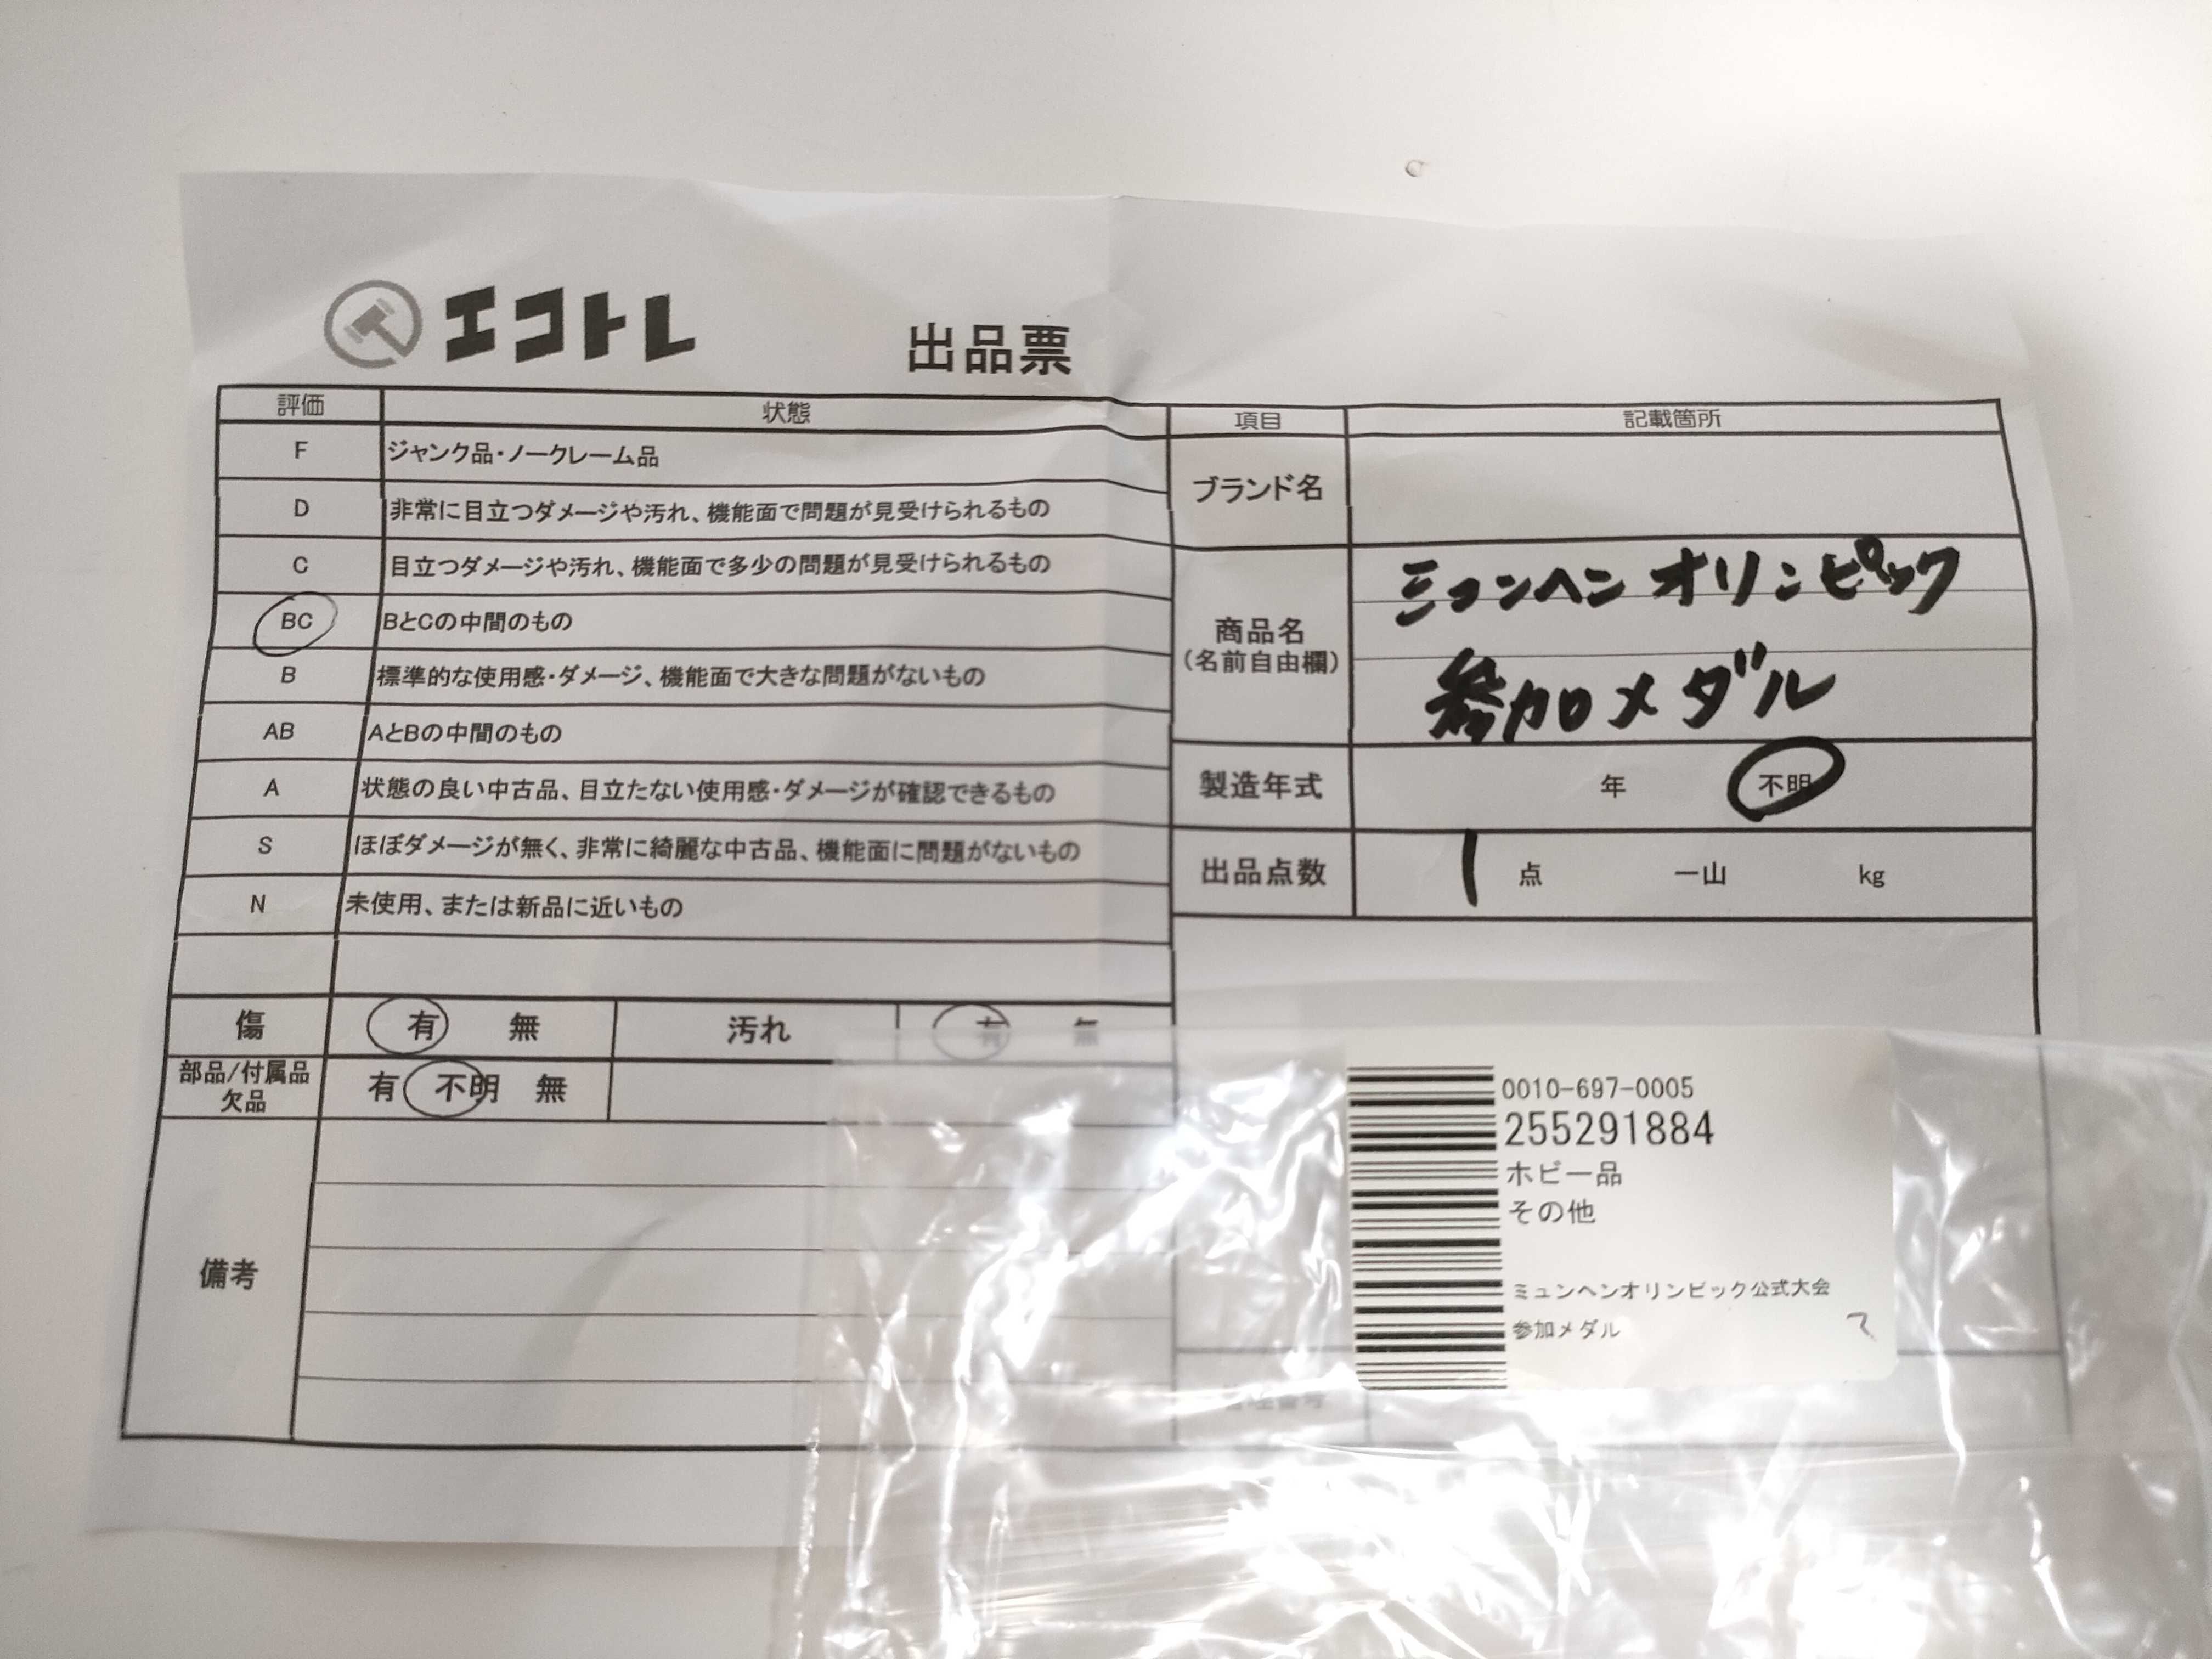 エコトレ
出品票
評価 状態
F ジャンク品・ノークレーム品
D 非常に目立つダメージや汚れ、機能面で問題が見受けられるもの
C 目立つダメージや汚れ、機能面で多少の問題が見受けられるもの
BC BとCの中間のもの
B 標準的な使用感・ダメージ、機能面で大きな問題がないもの
AB AとBの中間のもの
A 状態の良い中古品、目立たない使用感・ダメージが確認できるもの
S ほぼダメージが無く、非常に綺麗な中古品、機能面に問題がないもの
N 未使用、または新品に近いもの
傷 有 無 汚れ 有 無
部品/付属品
欠品
有 不明 無
備考
項目 記載箇所
ブランド名
商品名
(名前自由欄)
ミュンヘン オリンピック
参加メダル
製造年式 年 不明
出品点数 1 点 一山 kg
0010-697-0005
255291884
ホビー品
その他
ミュンヘンオリンピック公式大会
参加メダル
管理番号